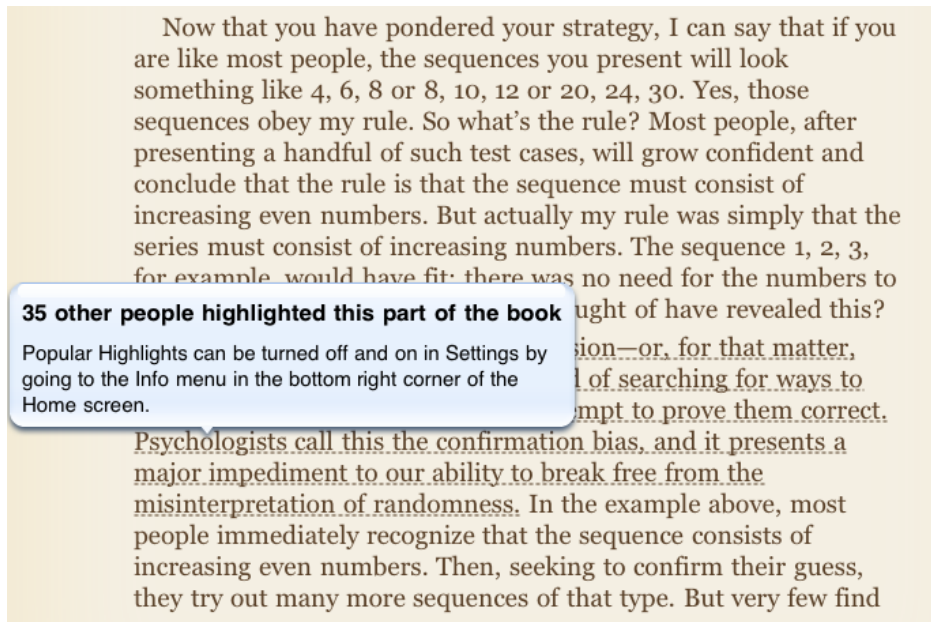 Now that you have pondered your strategy, I can say that if you
are like most people, the sequences you present will look
something like 4, 6, 8 or 8, 10, 12 or 20, 24, 30. Yes, those
sequences obey my rule. So what's the rule? Most people, after
presenting a handful of such test cases, will grow confident and
conclude that the rule is that the sequence must consist of
increasing even numbers. But actually my rule was simply that the
series must consist of increasing numbers. The sequence 1, 2, 3,
for example, would have fit; there was no need for the numbers to
ught of have revealed this?
sion—or, for that matter,
of searching for ways to
empt to prove them correct.
35 other people highlighted this part of the book
Popular Highlights can be turned off and on in Settings by
going to the Info menu in the bottom right corner of the
Home screen.
Psychologists call this the confirmation bias, and it presents a
major impediment to our ability to break free from the
misinterpretation of randomness. In the example above, most
people immediately recognize that the sequence consists of
increasing even numbers. Then, seeking to confirm their guess,
they try out many more sequences of that type. But very few find